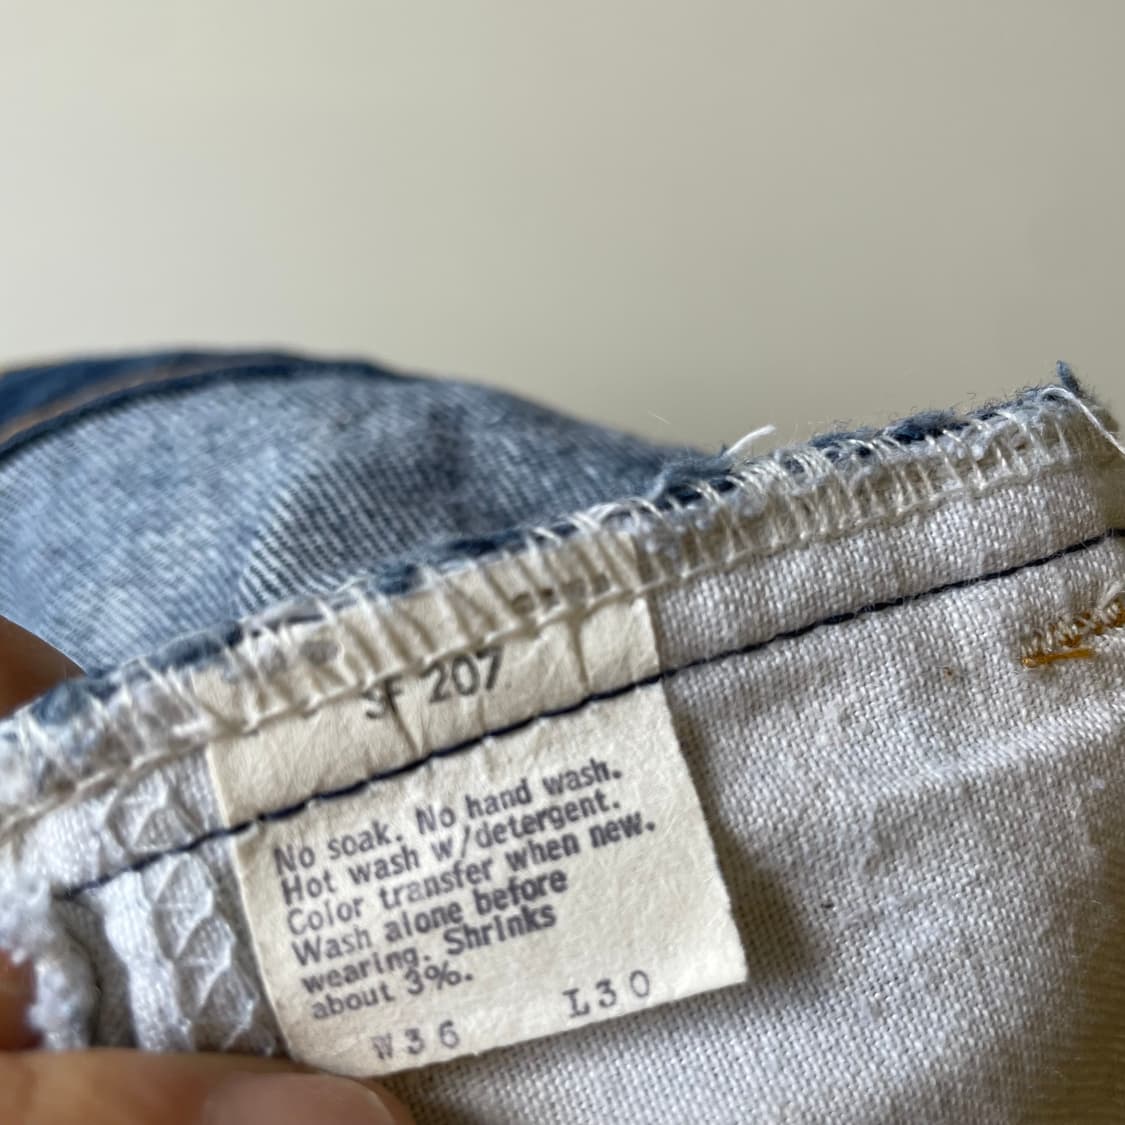 SF 207
No soak. No hand wash.
Hot wash w/detergent.
Color transfer when new.
Wash alone before
wearing. Shrinks
about 3%.
W36 L30